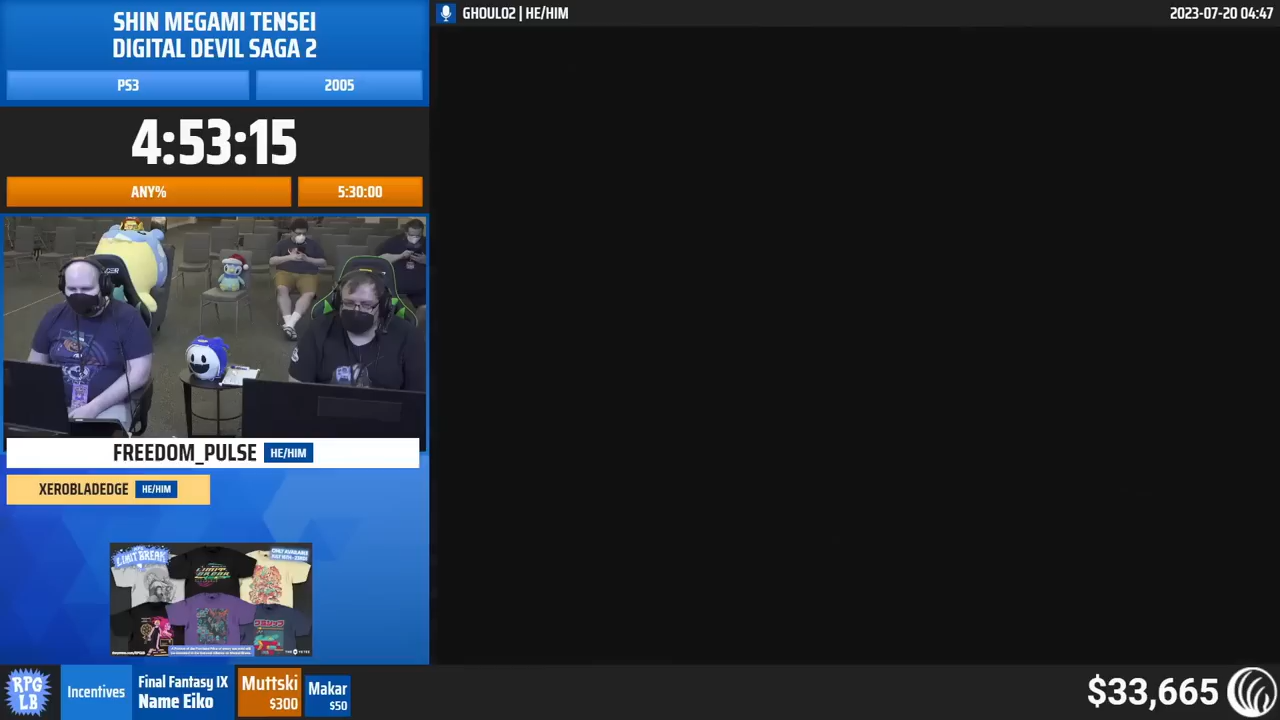 SHIN MEGAMI TENSEI
DIGITAL DEVIL SAGA 2
PS3
2005
4:53:15
ANY%
5:30:00
FREEDOM_PULSE HE/HIM
XEROBLADEDGE HE/HIM
LIMIT BREAK
GHOUL02 | HE/HIM
2023-07-20 04:47
RPG
LB
Incentives
Final Fantasy IX
Name Eiko
Muttski
$300
Makar
$50
$33,665